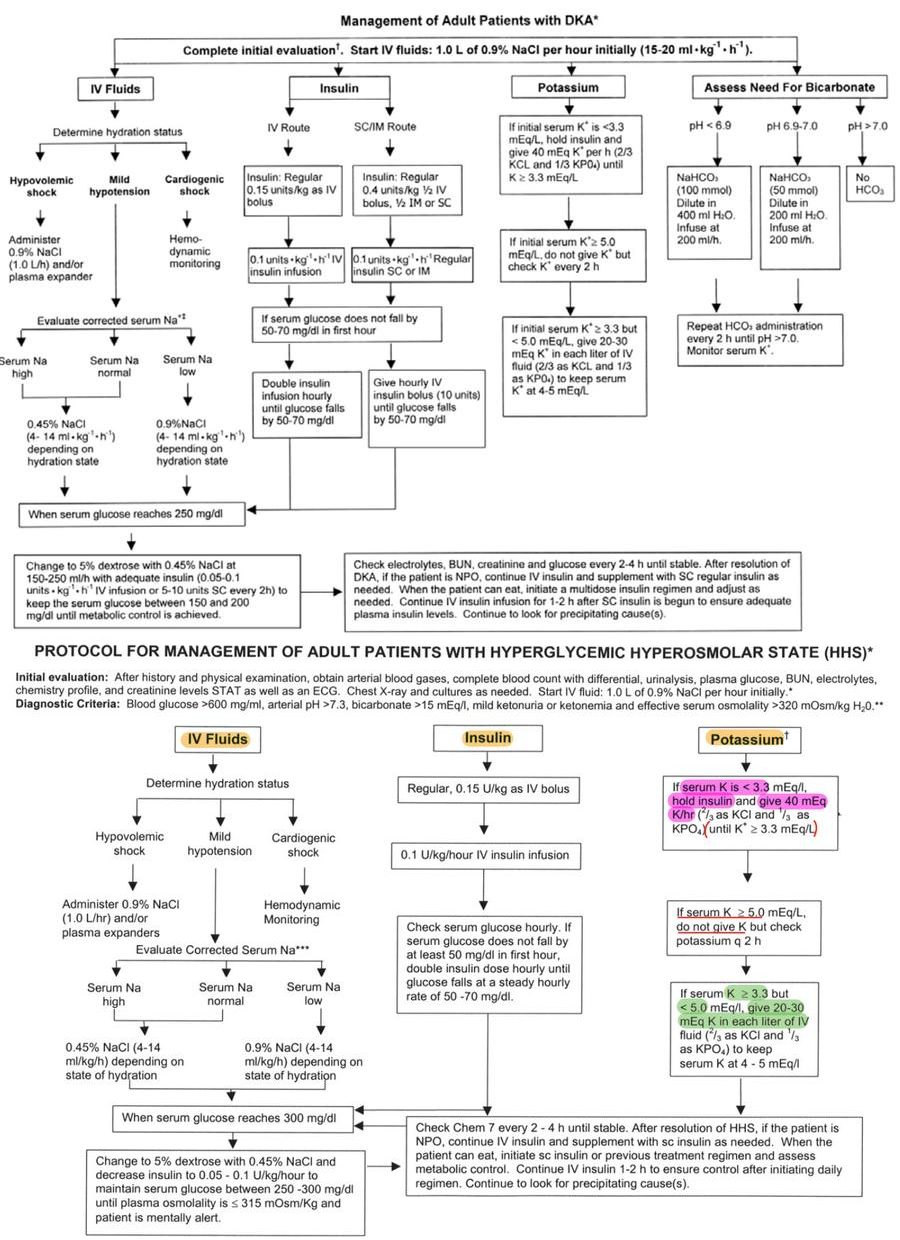 Management of Adult Patients with DKA*
Complete initial evaluation†. Start IV fluids: 1.0 L of 0.9% NaCl per hour initially (15-20 ml•kg⁻¹•h⁻¹).
IV Fluids
Determine hydration status
Hypovolemic
shock
Mild
hypotension
Cardiogenic
shock
Administer
0.9% NaCl
(1.0 L/h) and/or
plasma expander
Hemo-
dynamic
monitoring
Evaluate corrected serum Na⁺‡
Serum Na
high
Serum Na
normal
Serum Na
low
0.45% NaCl
(4- 14 ml•kg⁻¹•h⁻¹)
depending on
hydration state
0.9%NaCl
(4- 14 ml•kg⁻¹•h⁻¹)
depending on
hydration state
When serum glucose reaches 250 mg/dl
Insulin
IV Route
SC/IM Route
Insulin: Regular
0.15 units/kg as IV
bolus
Insulin: Regular
0.4 units/kg ½ IV
bolus, ½ IM or SC
0.1 units•kg⁻¹•h⁻¹ IV
insulin infusion
0.1 units•kg⁻¹•h⁻¹ Regular
insulin SC or IM
If serum glucose does not fall by
50-70 mg/dl in first hour
Double insulin
infusion hourly
until glucose falls
by 50-70 mg/dl
Give hourly IV
insulin bolus (10 units)
until glucose falls
by 50-70 mg/dl
Potassium
If initial serum K⁺ is <3.3
mEq/L, hold insulin and
give 40 mEq K⁺ per h (2/3
KCL and 1/3 KP0₄) until
K ≥ 3.3 mEq/L
If initial serum K⁺≥ 5.0
mEq/L, do not give K⁺ but
check K⁺ every 2 h
If initial serum K⁺ ≥ 3.3 but
< 5.0 mEq/L, give 20-30
mEq K⁺ in each liter of IV
fluid (2/3 as KCL and 1/3
as KP0₄) to keep serum
K⁺ at 4-5 mEq/L
Assess Need For Bicarbonate
pH < 6.9
pH 6.9-7.0
pH >7.0
NaHCO₃
(100 mmol)
Dilute in
400 ml H₂O.
Infuse at
200 ml/h.
NaHCO₃
(50 mmol)
Dilute in
200 ml H₂O.
Infuse at
200 ml/h.
No
HCO₃
Repeat HCO₃ administration
every 2 h until pH >7.0.
Monitor serum K⁺.
Change to 5% dextrose with 0.45% NaCl at
150-250 ml/h with adequate insulin (0.05-0.1
units•kg⁻¹•h⁻¹ IV infusion or 5-10 units SC every 2h) to
keep the serum glucose between 150 and 200
mg/dl until metabolic control is achieved.
Check electrolytes, BUN, creatinine and glucose every 2-4 h until stable. After resolution of
DKA, if the patient is NPO, continue IV insulin and supplement with SC regular insulin as
needed. When the patient can eat, initiate a multidose insulin regimen and adjust as
needed. Continue IV insulin infusion for 1-2 h after SC insulin is begun to ensure adequate
plasma insulin levels. Continue to look for precipitating cause(s).
PROTOCOL FOR MANAGEMENT OF ADULT PATIENTS WITH HYPERGLYCEMIC HYPEROSMOLAR STATE (HHS)*
Initial evaluation: After history and physical examination, obtain arterial blood gases, complete blood count with differential, urinalysis, plasma glucose, BUN, electrolytes,
chemistry profile, and creatinine levels STAT as well as an ECG. Chest X-ray and cultures as needed. Start IV fluid: 1.0 L of 0.9% NaCl per hour initially.*
Diagnostic Criteria: Blood glucose >600 mg/ml, arterial pH >7.3, bicarbonate >15 mEq/l, mild ketonuria or ketonemia and effective serum osmolality >320 mOsm/kg H₂0.**
IV Fluids
Determine hydration status
Hypovolemic
shock
Mild
hypotension
Cardiogenic
shock
Administer 0.9% NaCl
(1.0 L/hr) and/or
plasma expanders
Hemodynamic
Monitoring
Evaluate Corrected Serum Na***
Serum Na
high
Serum Na
normal
Serum Na
low
0.45% NaCl (4-14
ml/kg/h) depending on
state of hydration
0.9% NaCl (4-14
ml/kg/h) depending on
state of hydration
When serum glucose reaches 300 mg/dl
Change to 5% dextrose with 0.45% NaCl and
decrease insulin to 0.05 - 0.1 U/kg/hour to
maintain serum glucose between 250 -300 mg/dl
until plasma osmolality is ≤ 315 mOsm/Kg and
patient is mentally alert.
Insulin
Regular, 0.15 U/kg as IV bolus
0.1 U/kg/hour IV insulin infusion
Check serum glucose hourly. If
serum glucose does not fall by
at least 50 mg/dl in first hour,
double insulin dose hourly until
glucose falls at a steady hourly
rate of 50 -70 mg/dl.
Potassium†
If serum K is < 3.3 mEq/l,
hold insulin and give 40 mEq
K/hr (²/₃ as KCl and ¹/₃ as
KPO₄)(until K⁺ ≥ 3.3 mEq/L)
If serum K ≥ 5.0 mEq/L,
do not give K but check
potassium q 2 h
If serum K ≥ 3.3 but
< 5.0 mEq/l, give 20-30
mEq K in each liter of IV
fluid (²/₃ as KCl and ¹/₃
as KPO₄) to keep
serum K at 4 - 5 mEq/l
Check Chem 7 every 2 - 4 h until stable. After resolution of HHS, if the patient is
NPO, continue IV insulin and supplement with sc insulin as needed. When the
patient can eat, initiate sc insulin or previous treatment regimen and assess
metabolic control. Continue IV insulin 1-2 h to ensure control after initiating daily
regimen. Continue to look for precipitating cause(s).